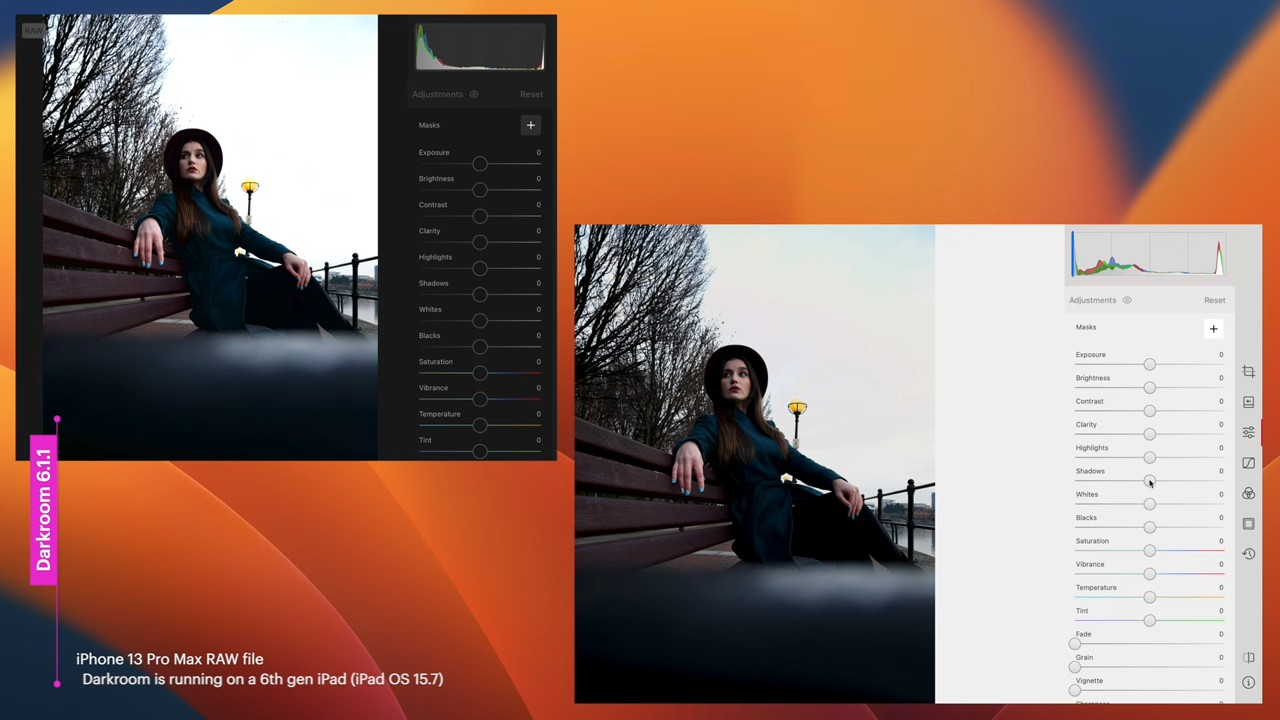 RAW
Adjustments Reset
Masks +
Exposure 0
Brightness 0
Contrast 0
Clarity 0
Highlights 0
Shadows 0
Whites 0
Blacks 0
Saturation 0
Vibrance 0
Temperature 0
Tint 0
Adjustments Reset
Masks +
Exposure 0
Brightness 0
Contrast 0
Clarity 0
Highlights 0
Shadows 0
Whites 0
Blacks 0
Saturation 0
Vibrance 0
Temperature 0
Tint 0
Fade 0
Grain 0
Vignette 0
Darkroom 6.1.1
iPhone 13 Pro Max RAW file
Darkroom is running on a 6th gen iPad (iPad OS 15.7)